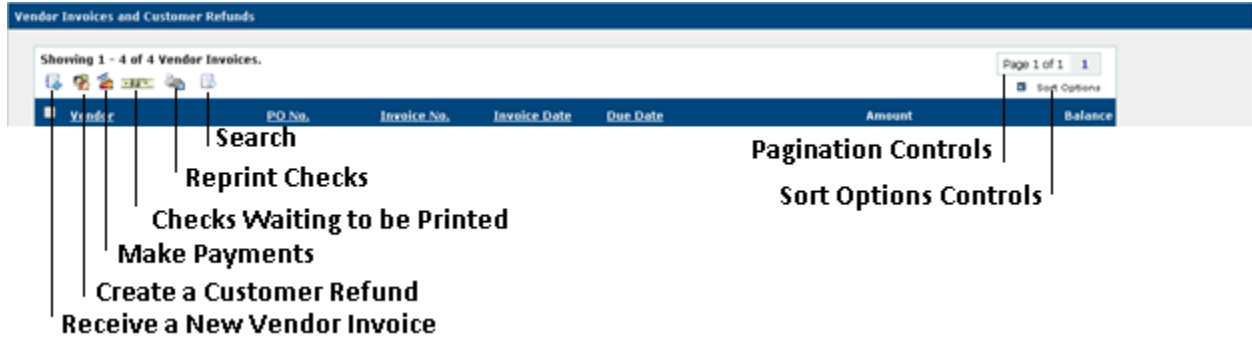 Vendor Invoices and Customer Refunds
Showing 1 - 4 of 4 Vendor Invoices.
Page 1 of 1 1
Sort Options
Vendor PO No. Invoice No. Invoice Date Due Date Amount Balance
Search
Pagination Controls
Reprint Checks
Sort Options Controls
Checks Waiting to be Printed
Make Payments
Create a Customer Refund
Receive a New Vendor Invoice